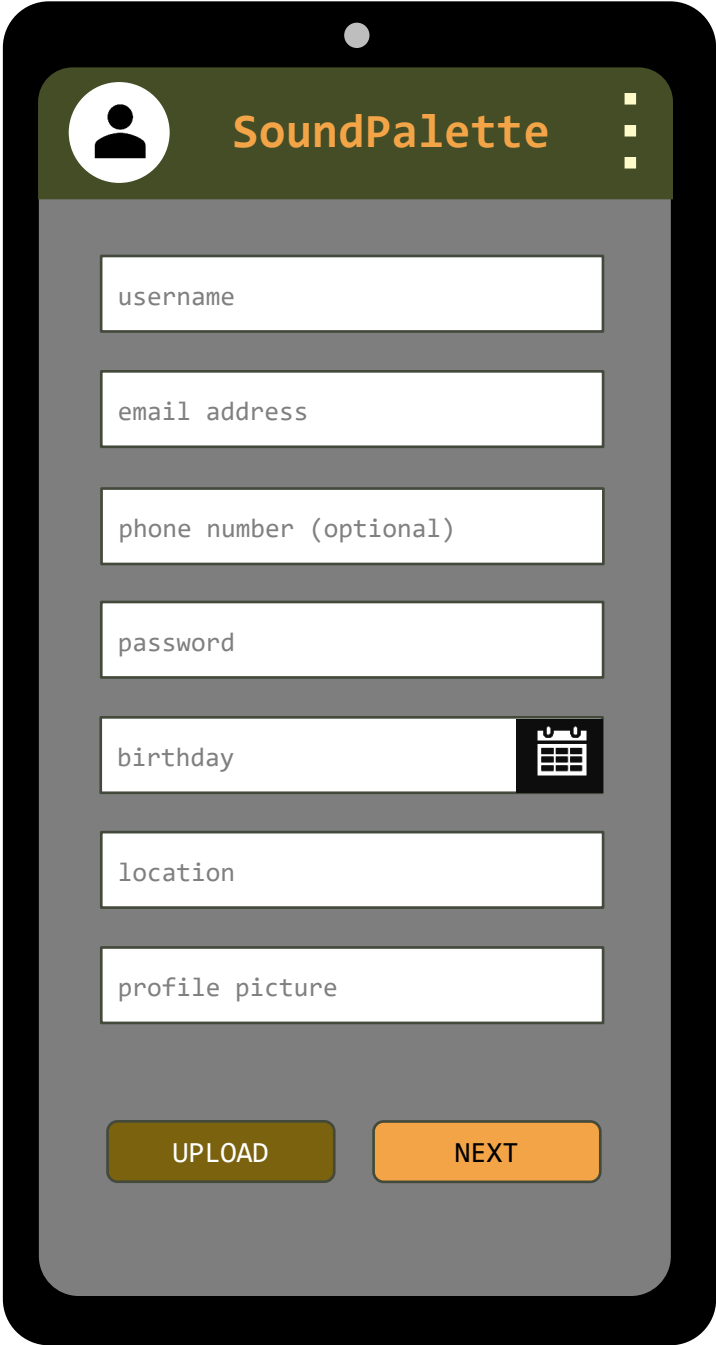 SoundPalette
username
email address
phone number (optional)
password
birthday
location
profile picture
UPLOAD
NEXT